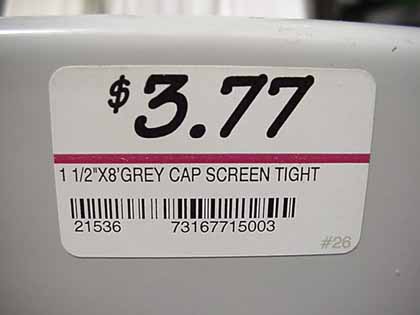 $3.77
1 1/2"X8'GREY CAP SCREEN TIGHT
21536 73167715003
#26